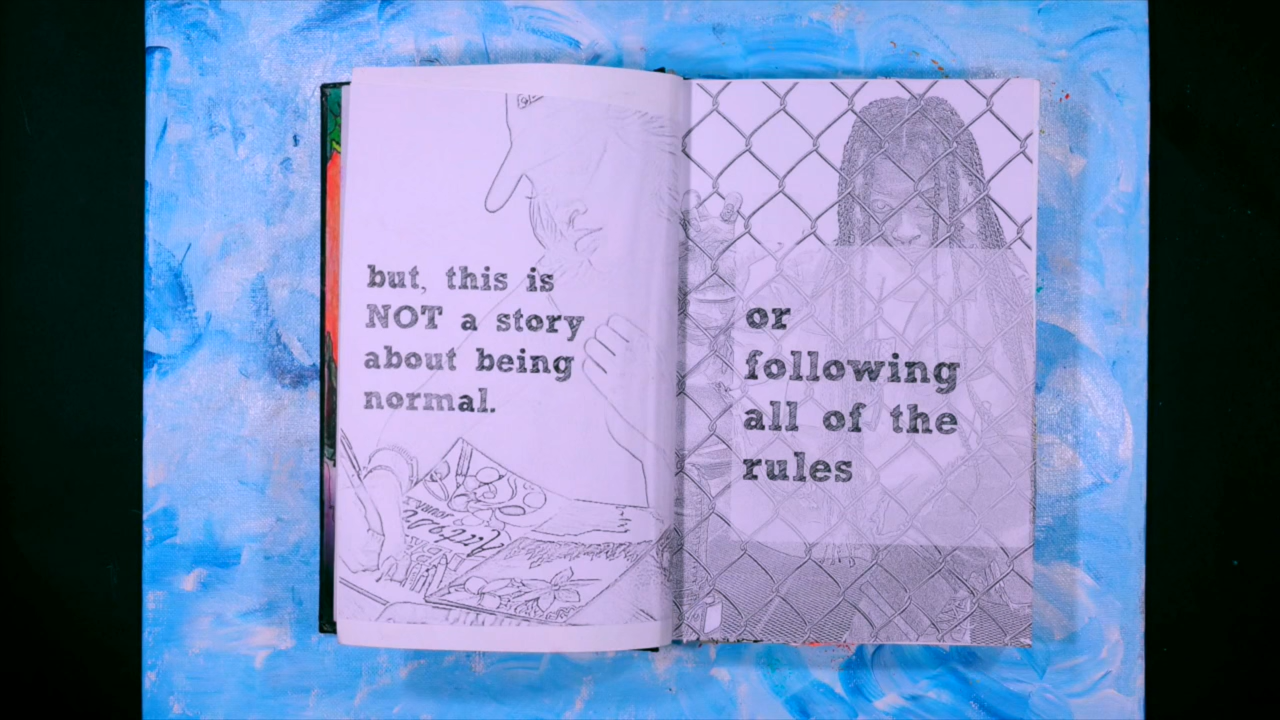 but, this is
NOT a story
about being
normal.
or
following
all of the
rules